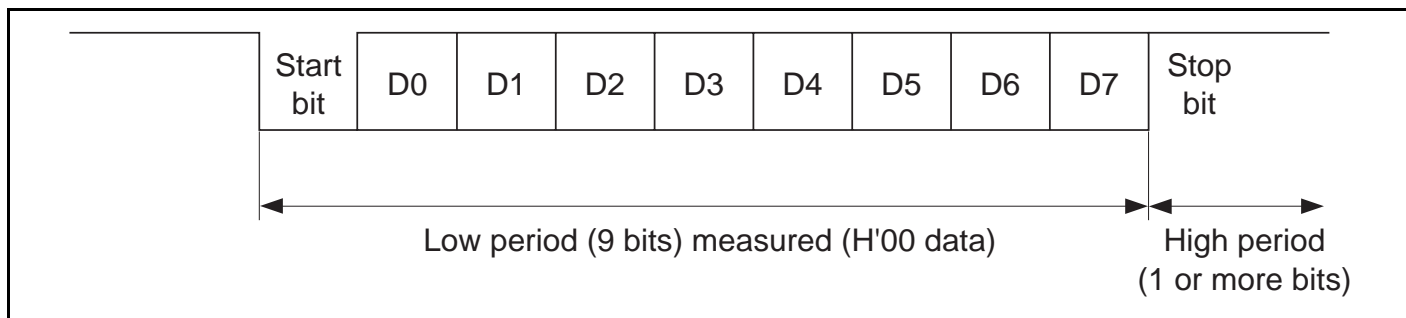 Start
bit
D0
D1
D2
D3
D4
D5
D6
D7
Stop
bit
Low period (9 bits) measured (H'00 data)
High period
(1 or more bits)